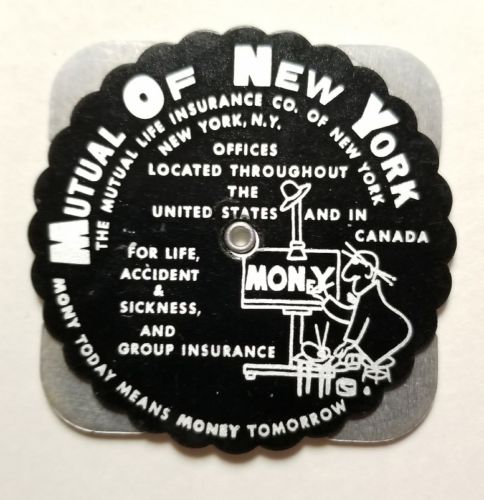 MUTUAL OF NEW YORK
THE MUTUAL LIFE INSURANCE CO. OF NEW YORK
NEW YORK, N.Y.
OFFICES
LOCATED THROUGHOUT
THE
UNITED STATES AND IN
CANADA
FOR LIFE,
ACCIDENT
&
SICKNESS,
AND
GROUP INSURANCE
MONEY
MONY TODAY MEANS MONEY TOMORROW